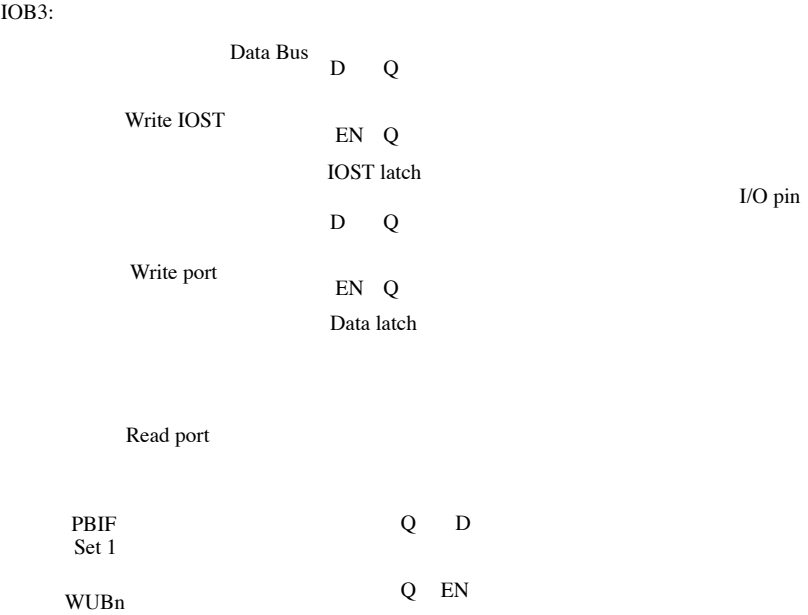 IOB3:
Data Bus
D Q
Write IOST
EN Q
IOST latch
I/O pin
D Q
Write port
EN Q
Data latch
Read port
PBIF
Set 1
Q D
WUBn
Q EN